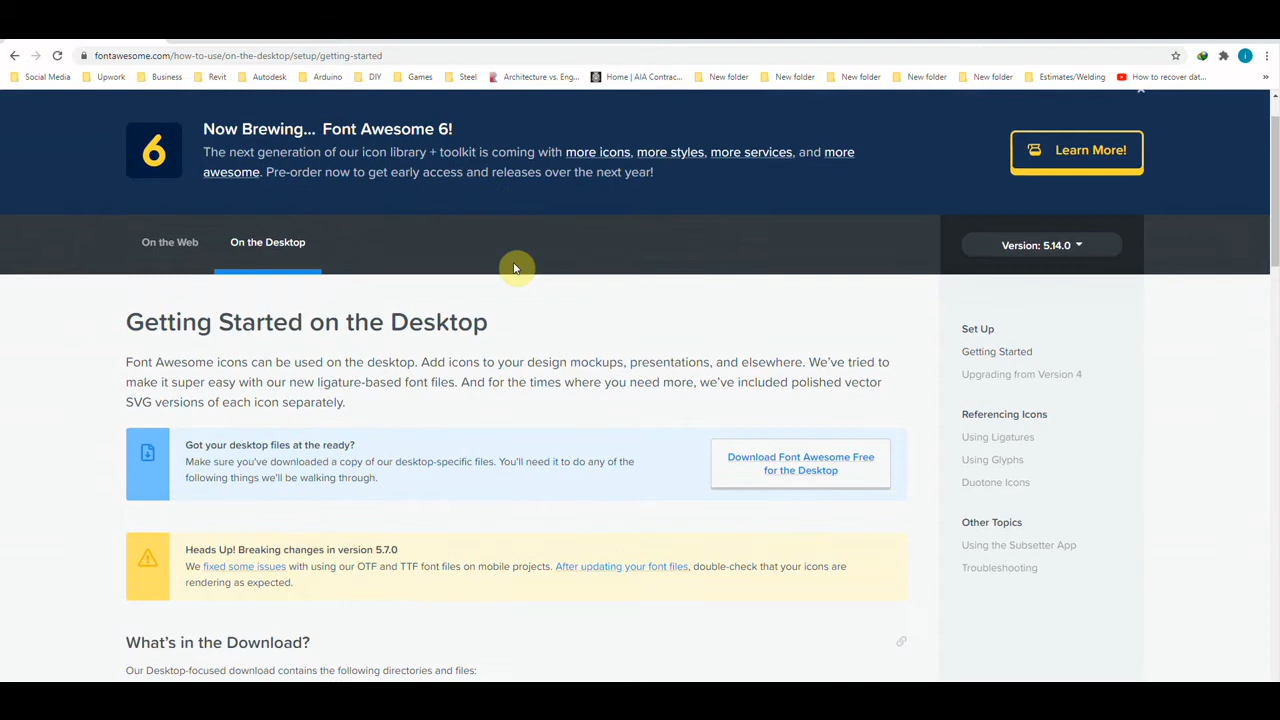 fontawesome.com/how-to-use/on-the-desktop/setup/getting-started
Social Media Upwork Business Revit Autodesk Arduino DIY Games Steel Architecture vs. Eng... Home | AIA Contrac... New folder New folder New folder New folder New folder Estimates/Welding How to recover dat... »
6
Now Brewing... Font Awesome 6!
The next generation of our icon library + toolkit is coming with more icons, more styles, more services, and more
awesome. Pre-order now to get early access and releases over the next year!
Learn More!
On the Web On the Desktop
Version: 5.14.0
Getting Started on the Desktop
Font Awesome icons can be used on the desktop. Add icons to your design mockups, presentations, and elsewhere. We've tried to
make it super easy with our new ligature-based font files. And for the times where you need more, we've included polished vector
SVG versions of each icon separately.
Got your desktop files at the ready?
Make sure you've downloaded a copy of our desktop-specific files. You'll need it to do any of the
following things we'll be walking through.
Download Font Awesome Free
for the Desktop
Heads Up! Breaking changes in version 5.7.0
We fixed some issues with using our OTF and TTF font files on mobile projects. After updating your font files, double-check that your icons are
rendering as expected.
What's in the Download?
Our Desktop-focused download contains the following directories and files:
Set Up
Getting Started
Upgrading from Version 4
Referencing Icons
Using Ligatures
Using Glyphs
Duotone Icons
Other Topics
Using the Subsetter App
Troubleshooting